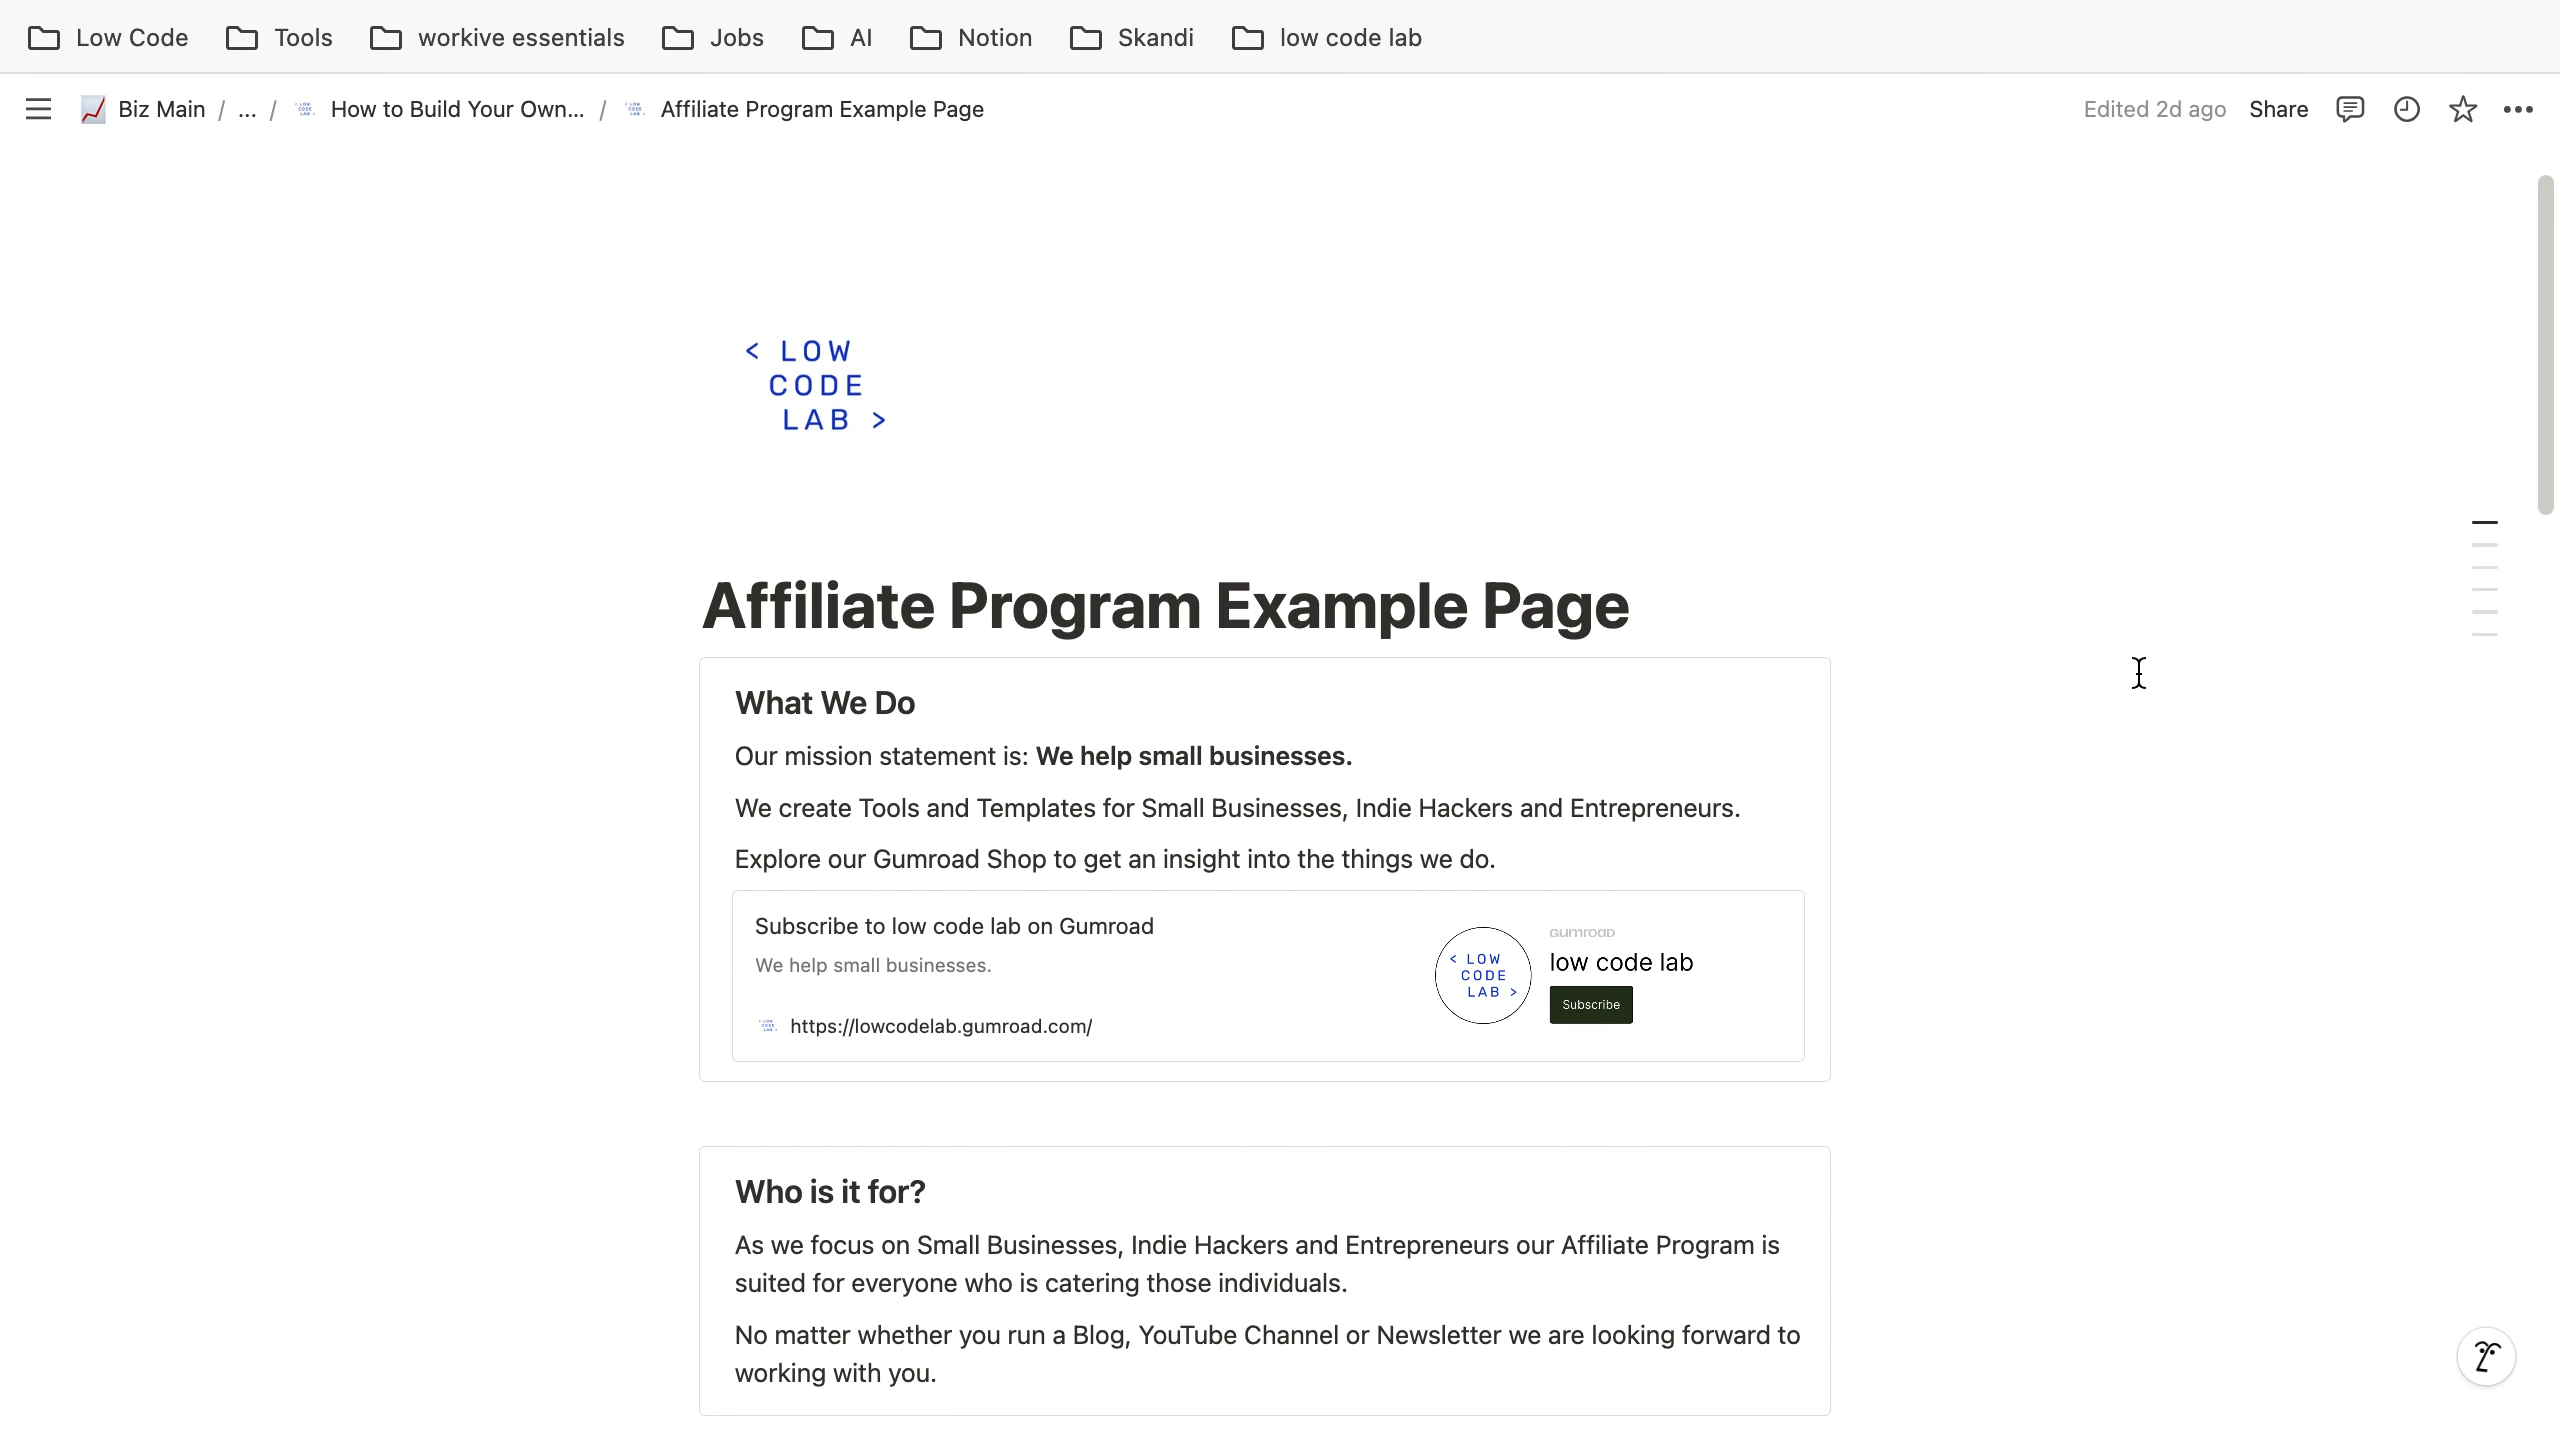 Low Code Tools workive essentials Jobs AI Notion Skandi low code lab
Biz Main / ... / How to Build Your Own... / Affiliate Program Example Page Edited 2d ago Share
< LOW
CODE
LAB >
Affiliate Program Example Page
What We Do
Our mission statement is: We help small businesses.
We create Tools and Templates for Small Businesses, Indie Hackers and Entrepreneurs.
Explore our Gumroad Shop to get an insight into the things we do.
Subscribe to low code lab on Gumroad
We help small businesses.
https://lowcodelab.gumroad.com/
< LOW
CODE
LAB >
GUMROAD
low code lab
Subscribe
Who is it for?
As we focus on Small Businesses, Indie Hackers and Entrepreneurs our Affiliate Program is
suited for everyone who is catering those individuals.
No matter whether you run a Blog, YouTube Channel or Newsletter we are looking forward to
working with you.